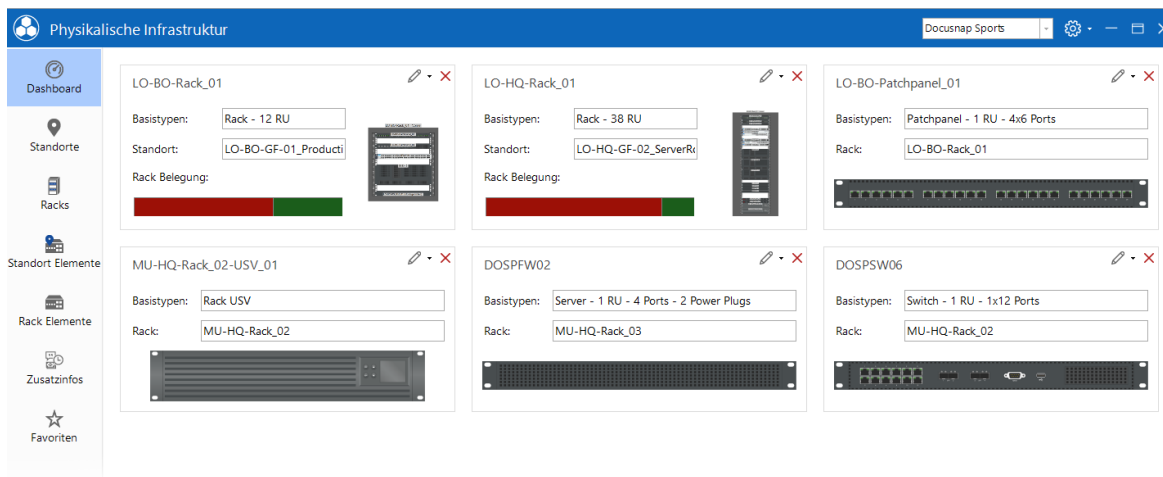 Physikalische Infrastruktur
Docusnap Sports
Dashboard
Standorte
Racks
Standort Elemente
Rack Elemente
Zusatzinfos
Favoriten
LO-BO-Rack_01
Basistypen: Rack - 12 RU
Standort: LO-BO-GF-01_Producti
Rack Belegung:
LO-HQ-Rack_01
Basistypen: Rack - 38 RU
Standort: LO-HQ-GF-02_ServerRo
Rack Belegung:
LO-BO-Patchpanel_01
Basistypen: Patchpanel - 1 RU - 4x6 Ports
Rack: LO-BO-Rack_01
MU-HQ-Rack_02-USV_01
Basistypen: Rack USV
Rack: MU-HQ-Rack_02
DOSPFW02
Basistypen: Server - 1 RU - 4 Ports - 2 Power Plugs
Rack: MU-HQ-Rack_03
DOSPSW06
Basistypen: Switch - 1 RU - 1x12 Ports
Rack: MU-HQ-Rack_02